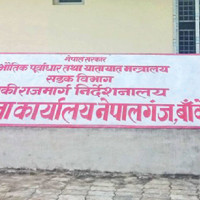 नेपाल सरकार
भौतिक पूर्वाधार तथा यातायात मन्त्रालय
सडक विभाग
की राजमार्ग निर्देशनालय
कार्यालय नेपालगंज, बाँके